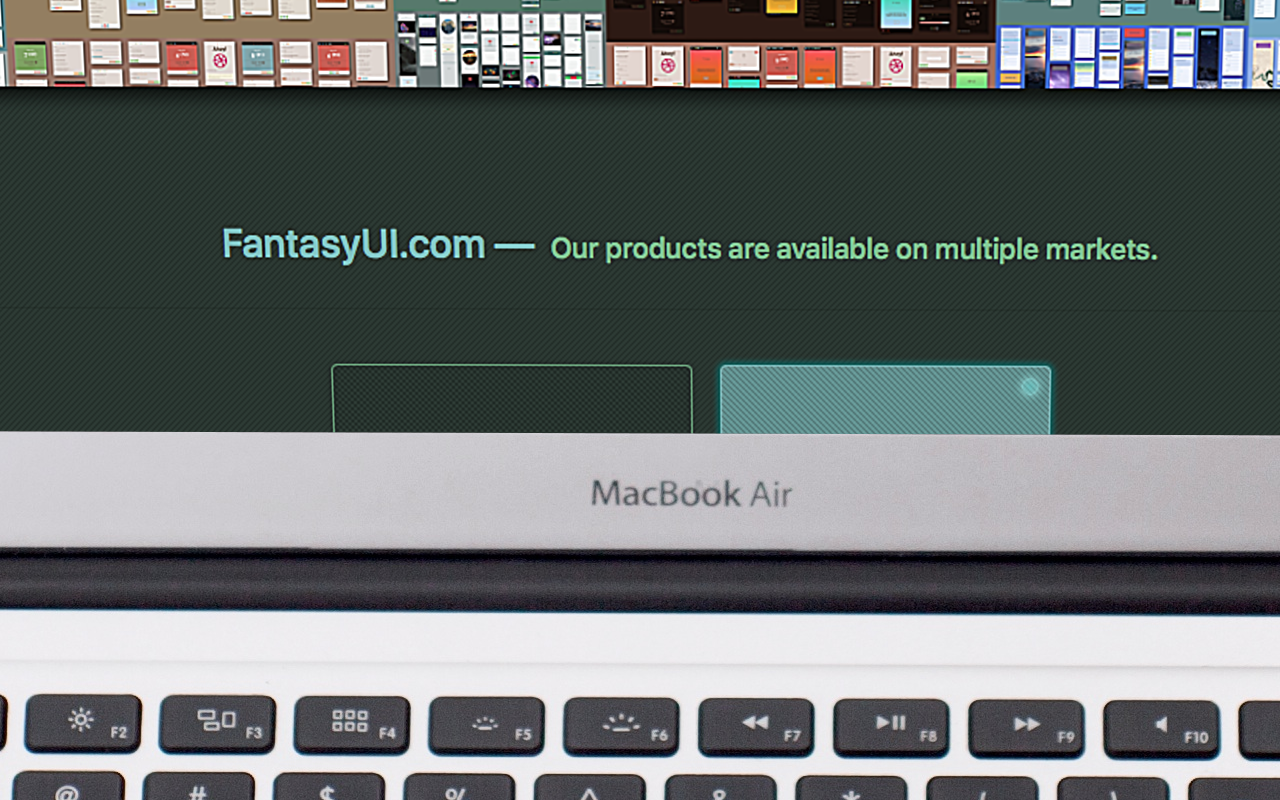 FantasyUI.com — Our products are available on multiple markets.
MacBook Air
F2 F3 F4 F5 F6 F7 F8 F9 F10
@ # $ % ^ & * ( )